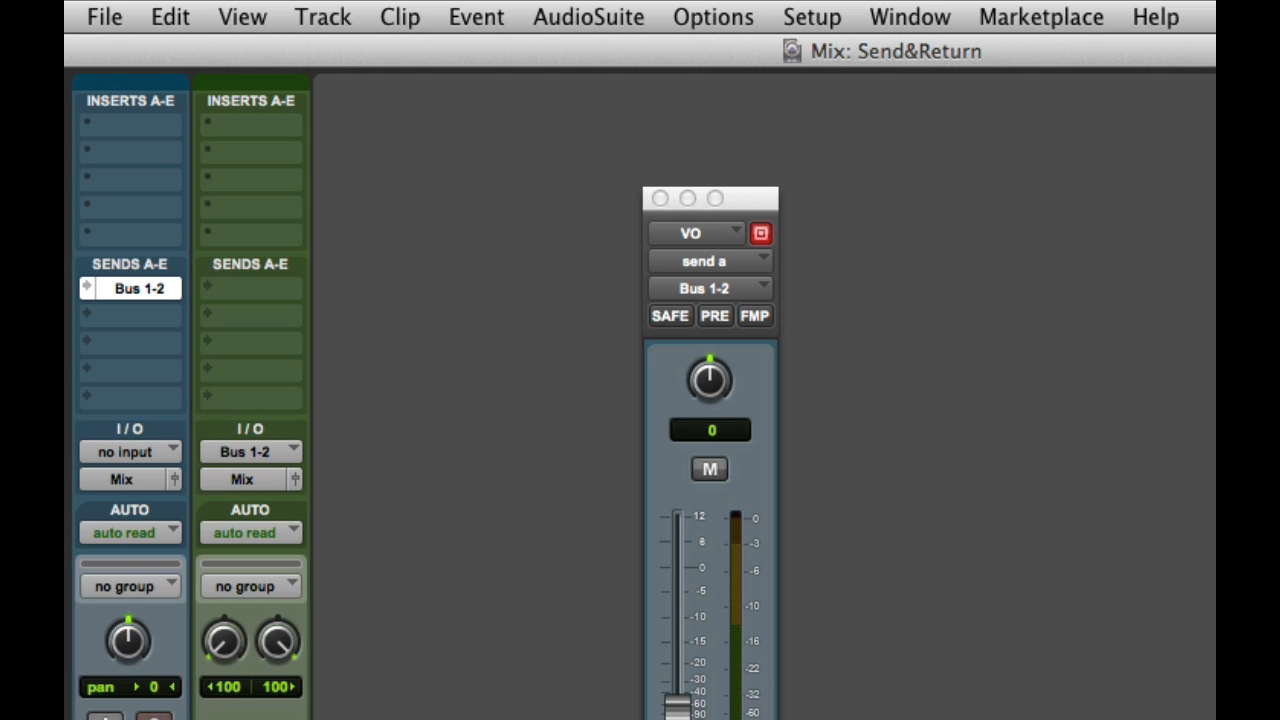 File Edit View Track Clip Event AudioSuite Options Setup Window Marketplace Help
Mix: Send&Return
INSERTS A-E INSERTS A-E
SENDS A-E SENDS A-E
Bus 1-2
I / O I / O
no input Bus 1-2
Mix Mix
AUTO AUTO
auto read auto read
no group no group
pan 0 100 100
VO
send a
Bus 1-2
SAFE PRE FMP
0
M
12 0
8 -3
0 -6
-5
-10 -10
-15 -16
-20 -22
-30
-40 -32
-60
-90 -60